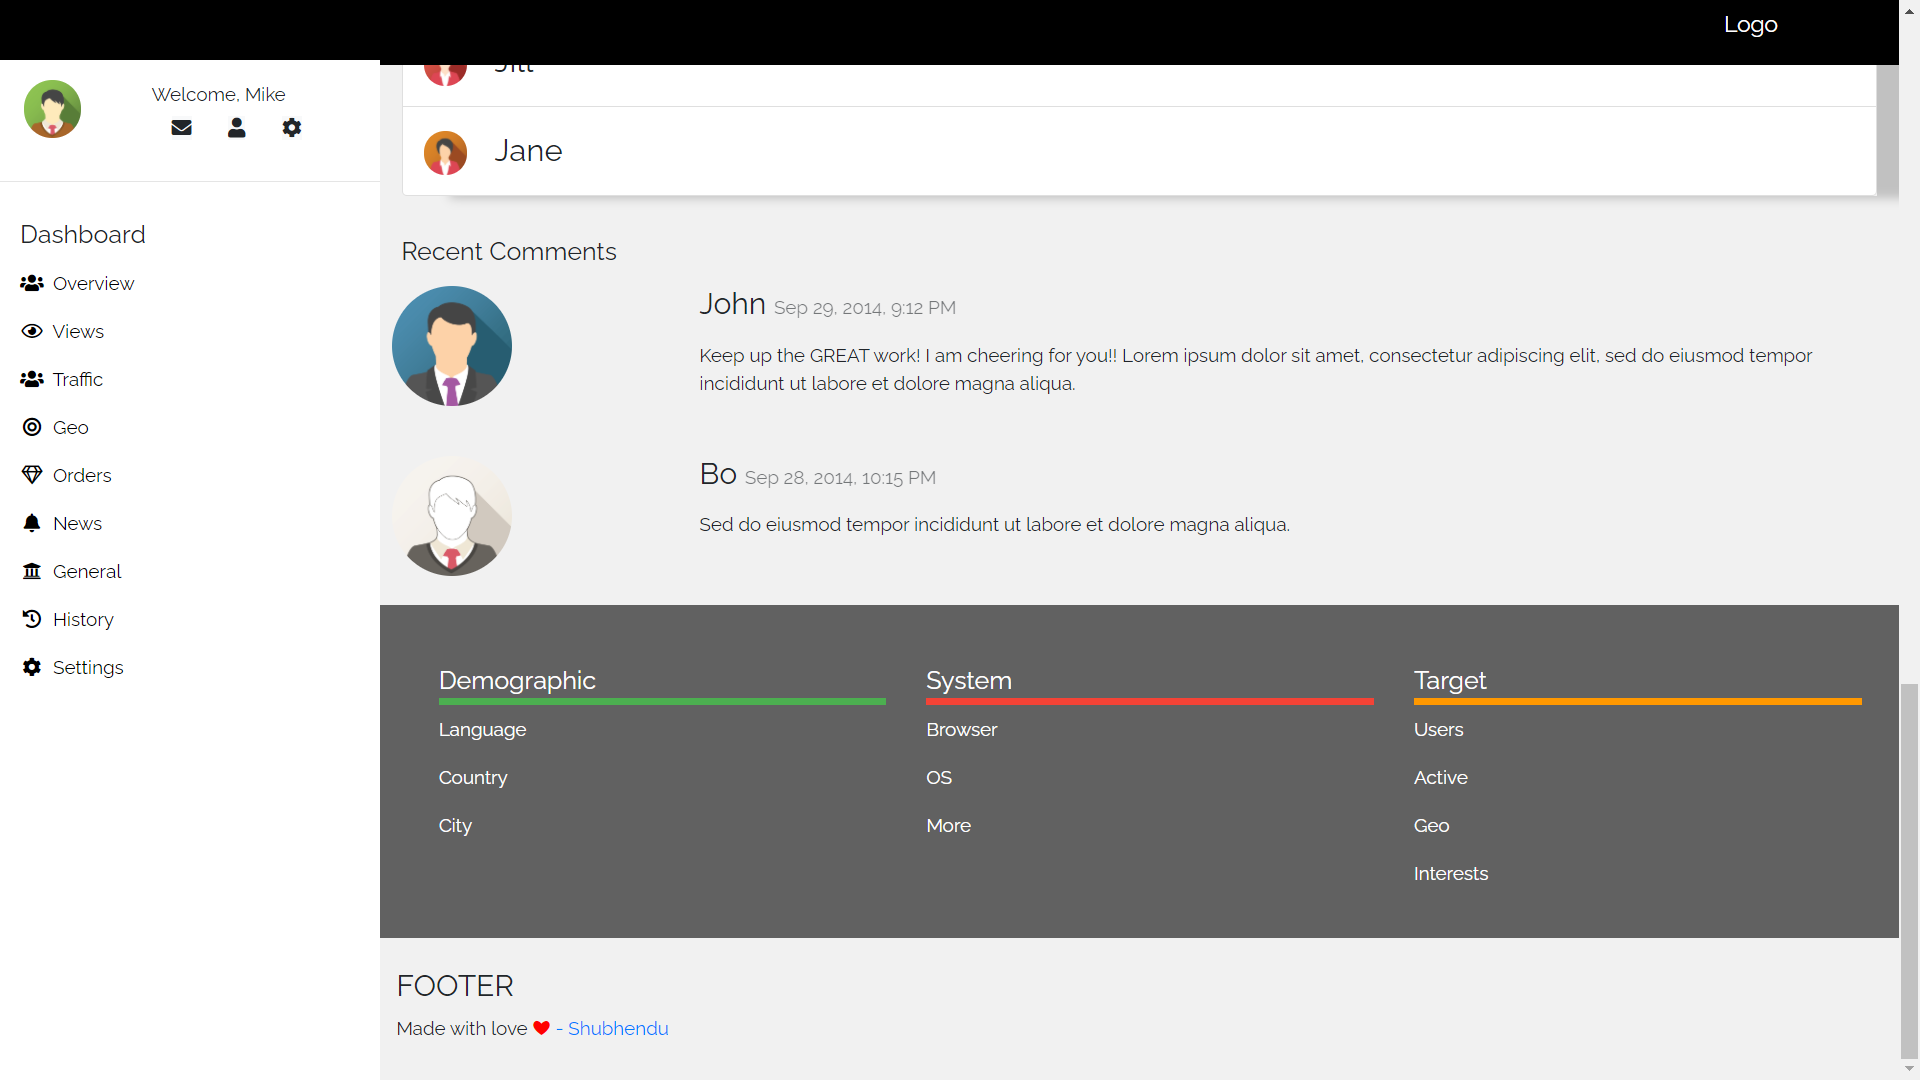 Logo
Welcome, Mike
Dashboard
Overview
Views
Traffic
Geo
Orders
News
General
History
Settings
Jill
Jane
Recent Comments
John Sep 29, 2014, 9:12 PM
Keep up the GREAT work! I am cheering for you!! Lorem ipsum dolor sit amet, consectetur adipiscing elit, sed do eiusmod tempor
incididunt ut labore et dolore magna aliqua.
Bo Sep 28, 2014, 10:15 PM
Sed do eiusmod tempor incididunt ut labore et dolore magna aliqua.
Demographic
Language
Country
City
System
Browser
OS
More
Target
Users
Active
Geo
Interests
FOOTER
Made with love ❤ - Shubhendu